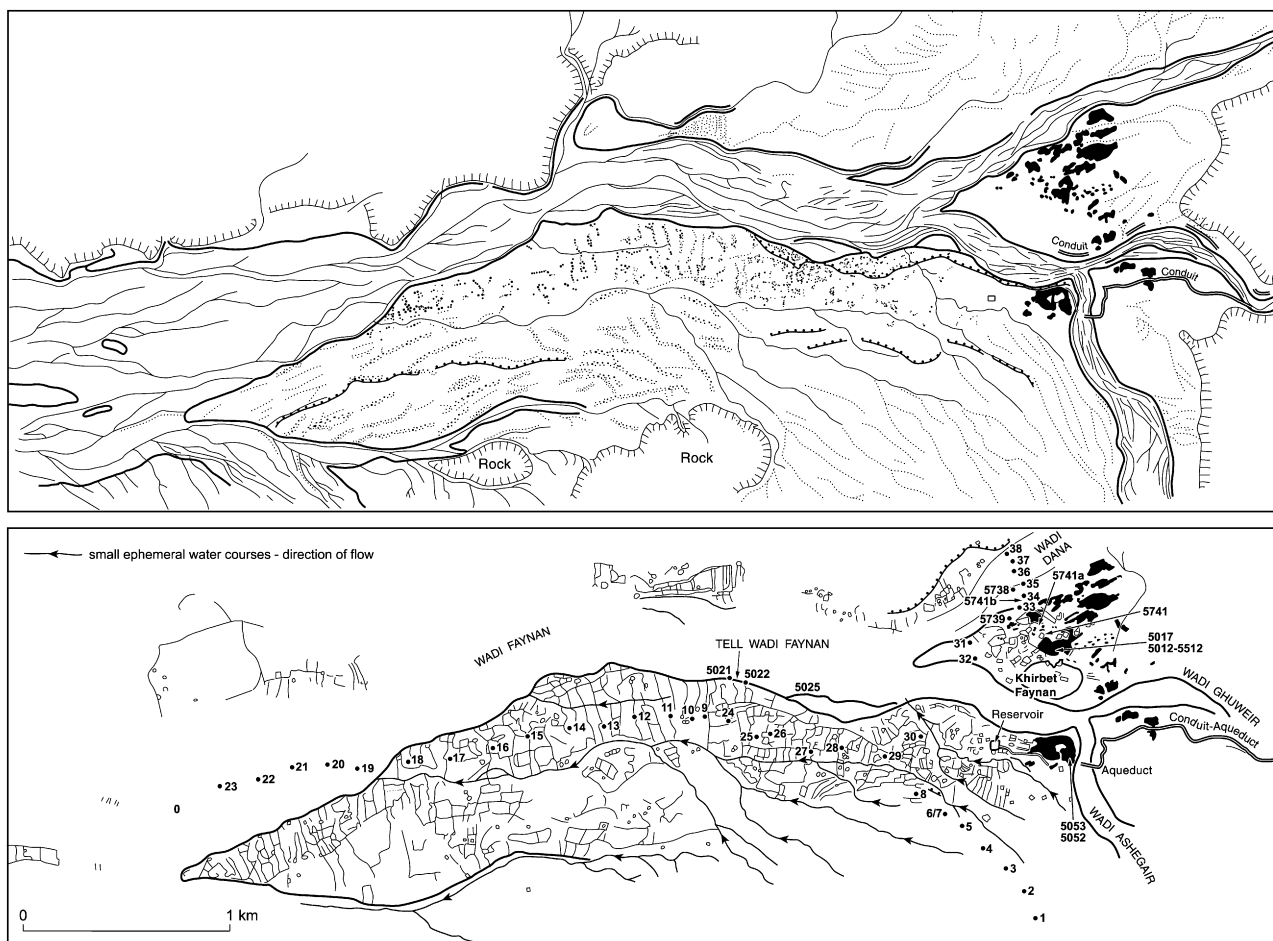 Conduit
Conduit
Rock
Rock
small ephemeral water courses - direction of flow
38
WADI
DANA
37
36
5741a
5738
35
5741b
34
33
5741
5739
5017
5012-5512
31
32
Khirbet
Faynan
WADI FAYNAN
TELL WADI FAYNAN
5021
5022
5025
WADI GHUWEIR
Reservoir
Conduit-Aqueduct
Aqueduct
11
10
9
24
12
13
14
15
25
26
30
16
27
28
29
17
18
19
20
21
22
23
0
8
6/7
5
4
3
2
1
5053
5052
WADI ASHEGAIR
0
1 km